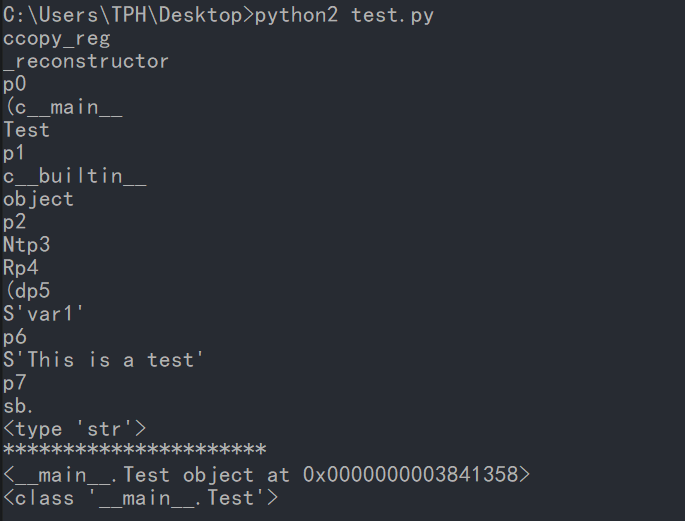 C:\Users\TPH\Desktop>python2 test.py
ccopy_reg
_reconstructor
p0
(c__main__
Test
p1
c__builtin__
object
p2
Ntp3
Rp4
(dp5
S'var1'
p6
S'This is a test'
p7
sb.
<type 'str'>
**********************
<__main__.Test object at 0x0000000003841358>
<class '__main__.Test'>